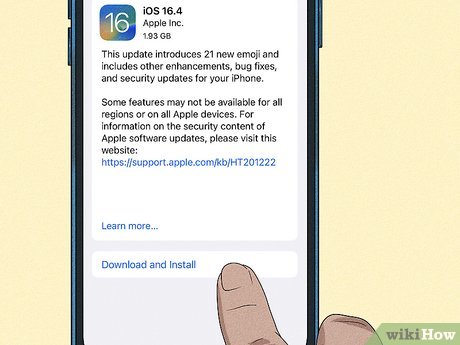 16
iOS 16.4
Apple Inc.
1.93 GB
This update introduces 21 new emoji and
includes other enhancements, bug fixes,
and security updates for your iPhone.
Some features may not be available for all
regions or on all Apple devices. For
information on the security content of
Apple software updates, please visit this
website:
https://support.apple.com/kb/HT201222
Learn more...
Download and Install
wikiHow